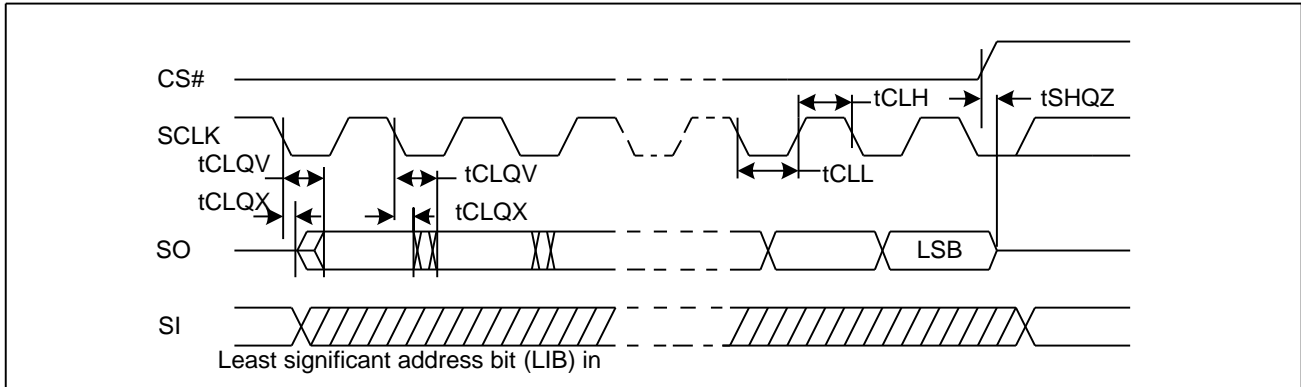 CS#
tCLH
tSHQZ
SCLK
tCLQV
tCLQV
tCLL
tCLQX
tCLQX
SO
LSB
SI
Least significant address bit (LIB) in